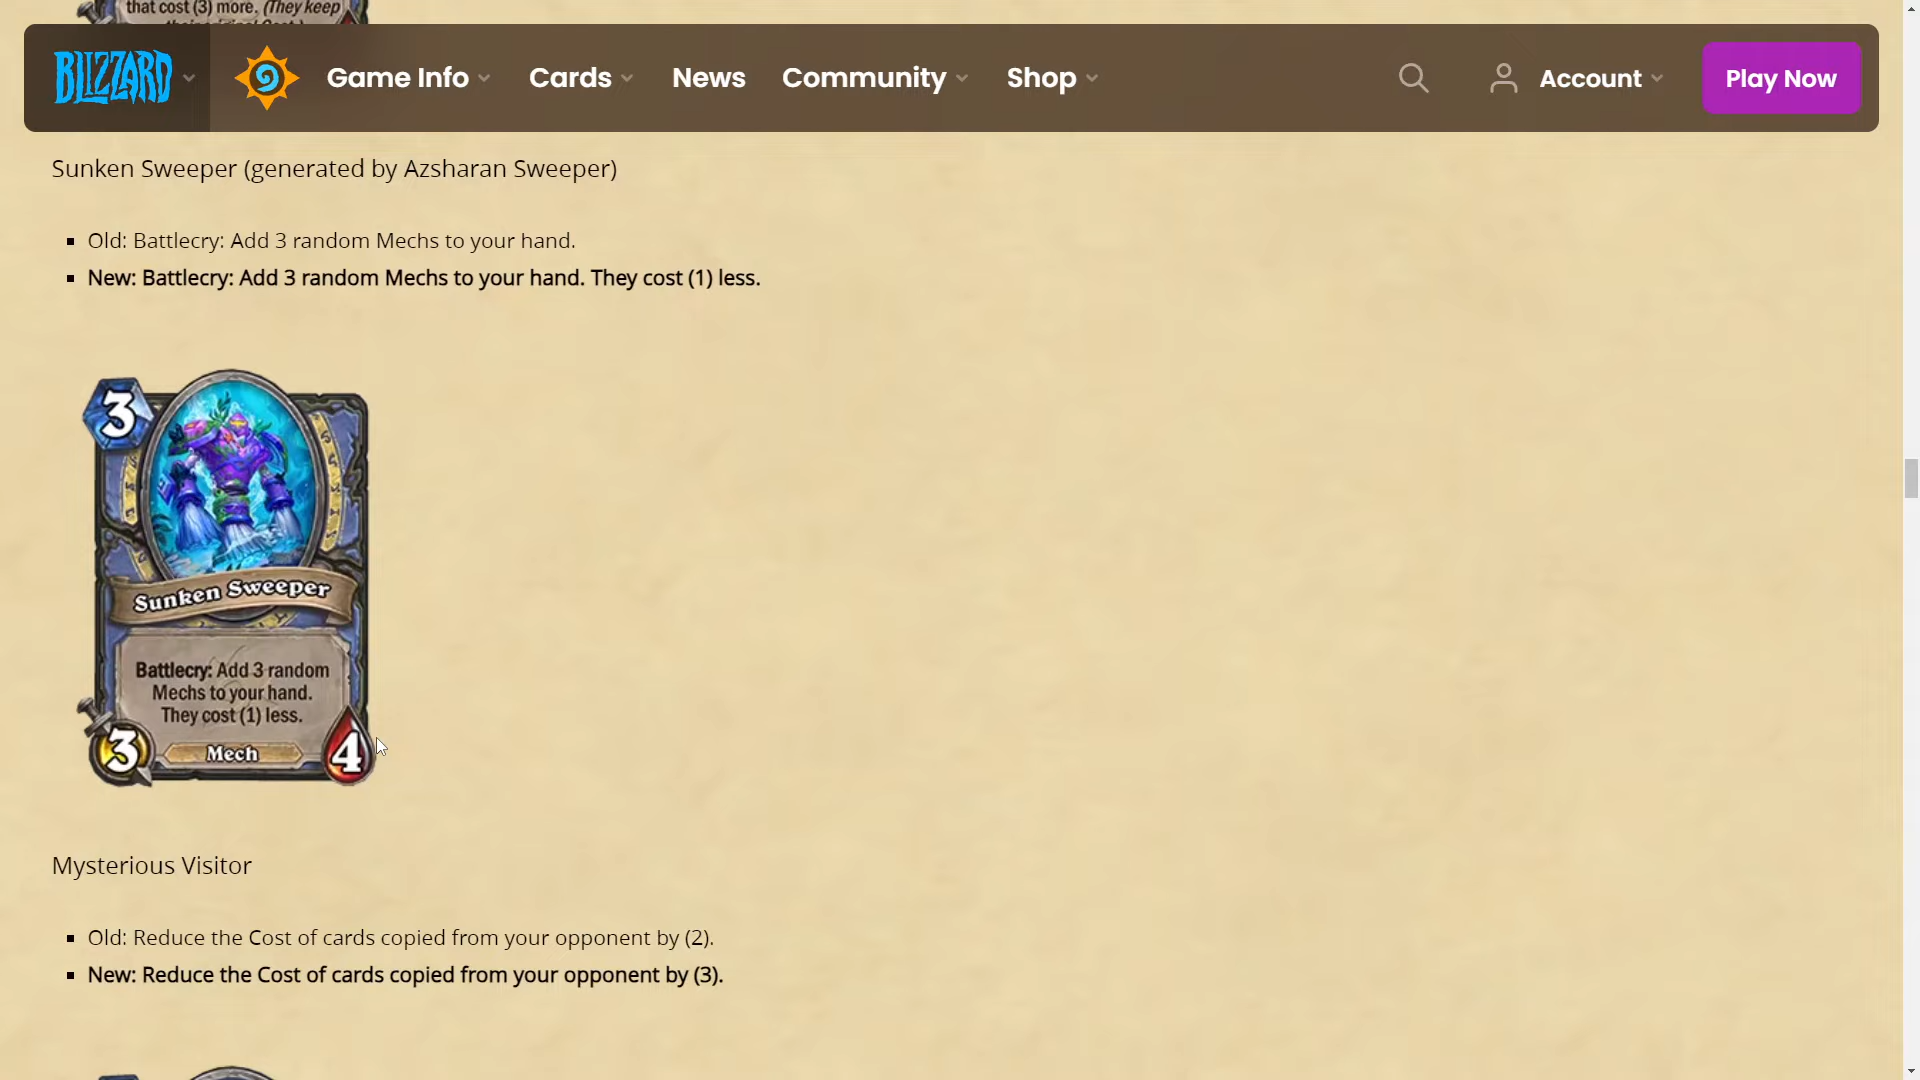 that cost (3) more. (They keep
BLIZZARD
Game Info
Cards
News
Community
Shop
Account
Play Now
Sunken Sweeper (generated by Azsharan Sweeper)
Old: Battlecry: Add 3 random Mechs to your hand.
New: Battlecry: Add 3 random Mechs to your hand. They cost (1) less.
3
Sunken Sweeper
Battlecry: Add 3 random
Mechs to your hand.
They cost (1) less.
3
Mech
4
Mysterious Visitor
Old: Reduce the Cost of cards copied from your opponent by (2).
New: Reduce the Cost of cards copied from your opponent by (3).